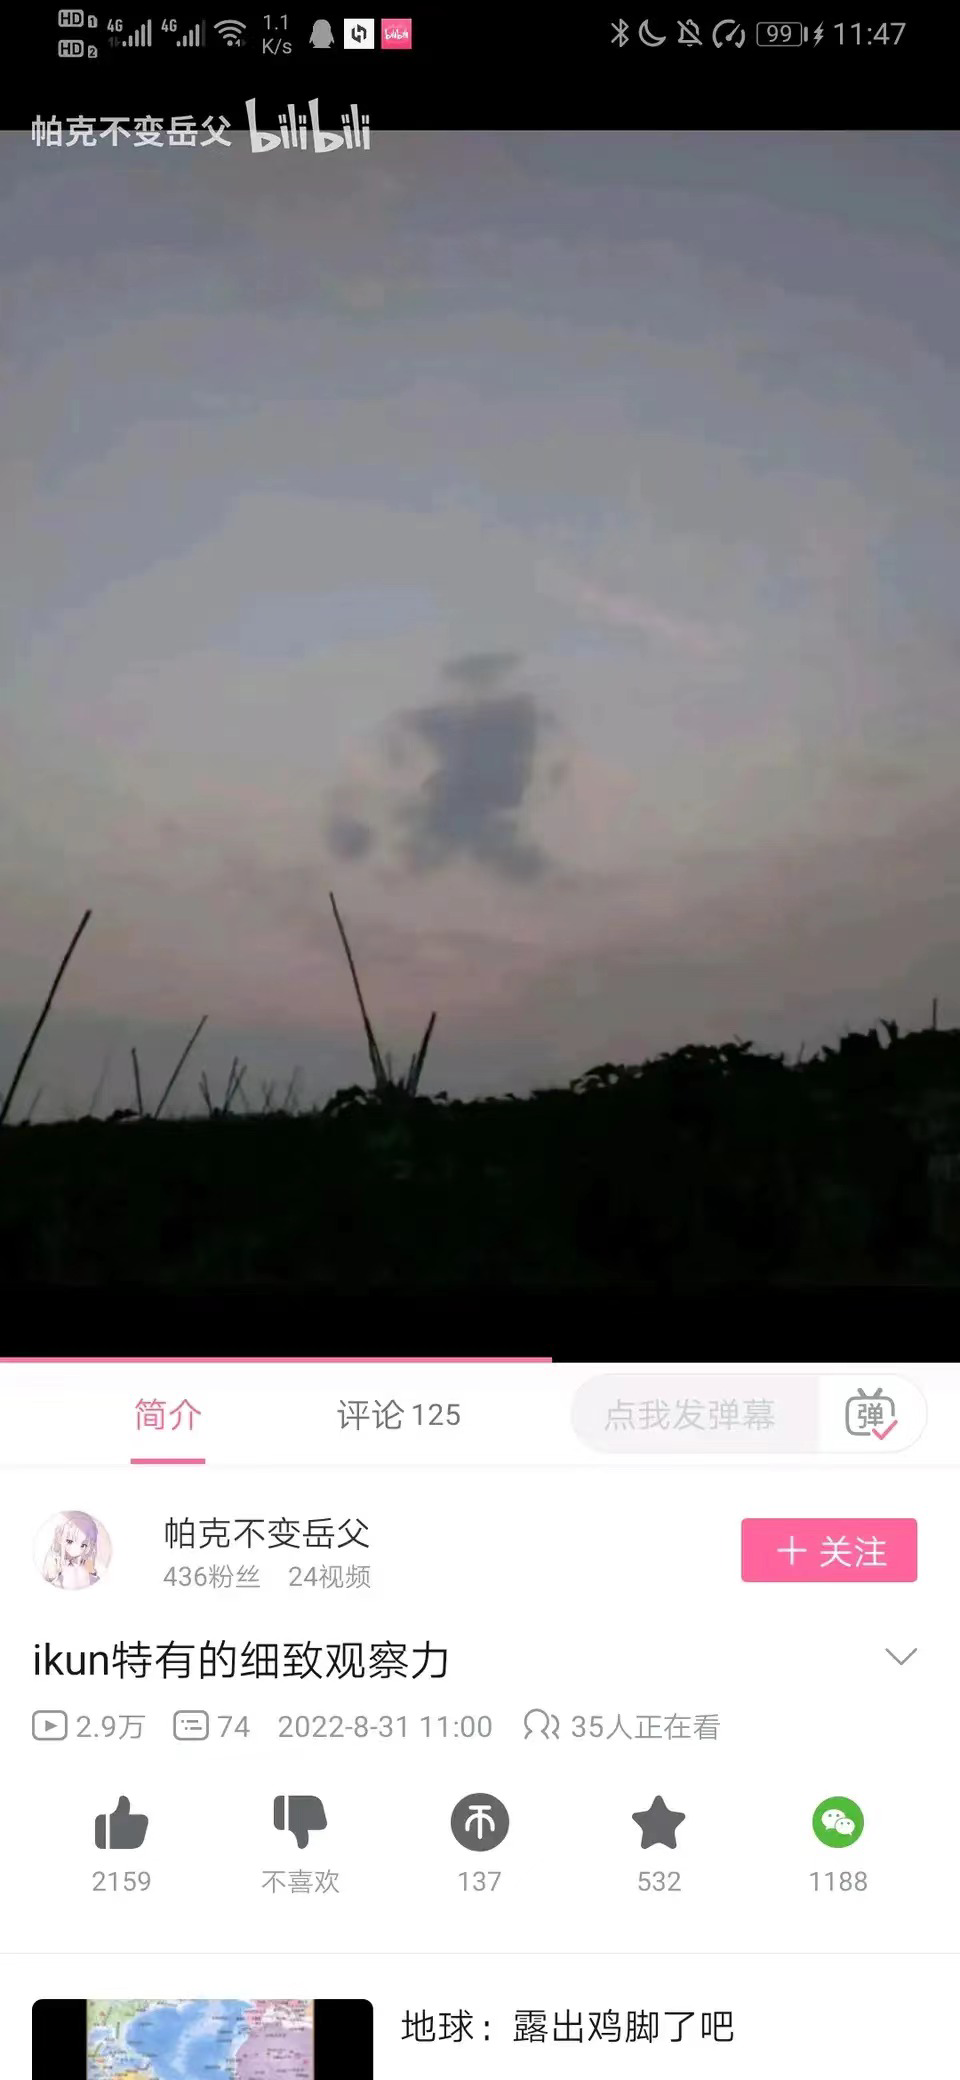 HD 1 4G 4G 1.1 99 11:47
HD 2 K/s
帕克不变岳父 bilibili
简介 评论 125 点我发弹幕 弹
帕克不变岳父
436粉丝 24视频 + 关注
ikun特有的细致观察力
2.9万 74 2022-8-31 11:00 35人正在看
2159 不喜欢 137 532 1188
地球：露出鸡脚了吧